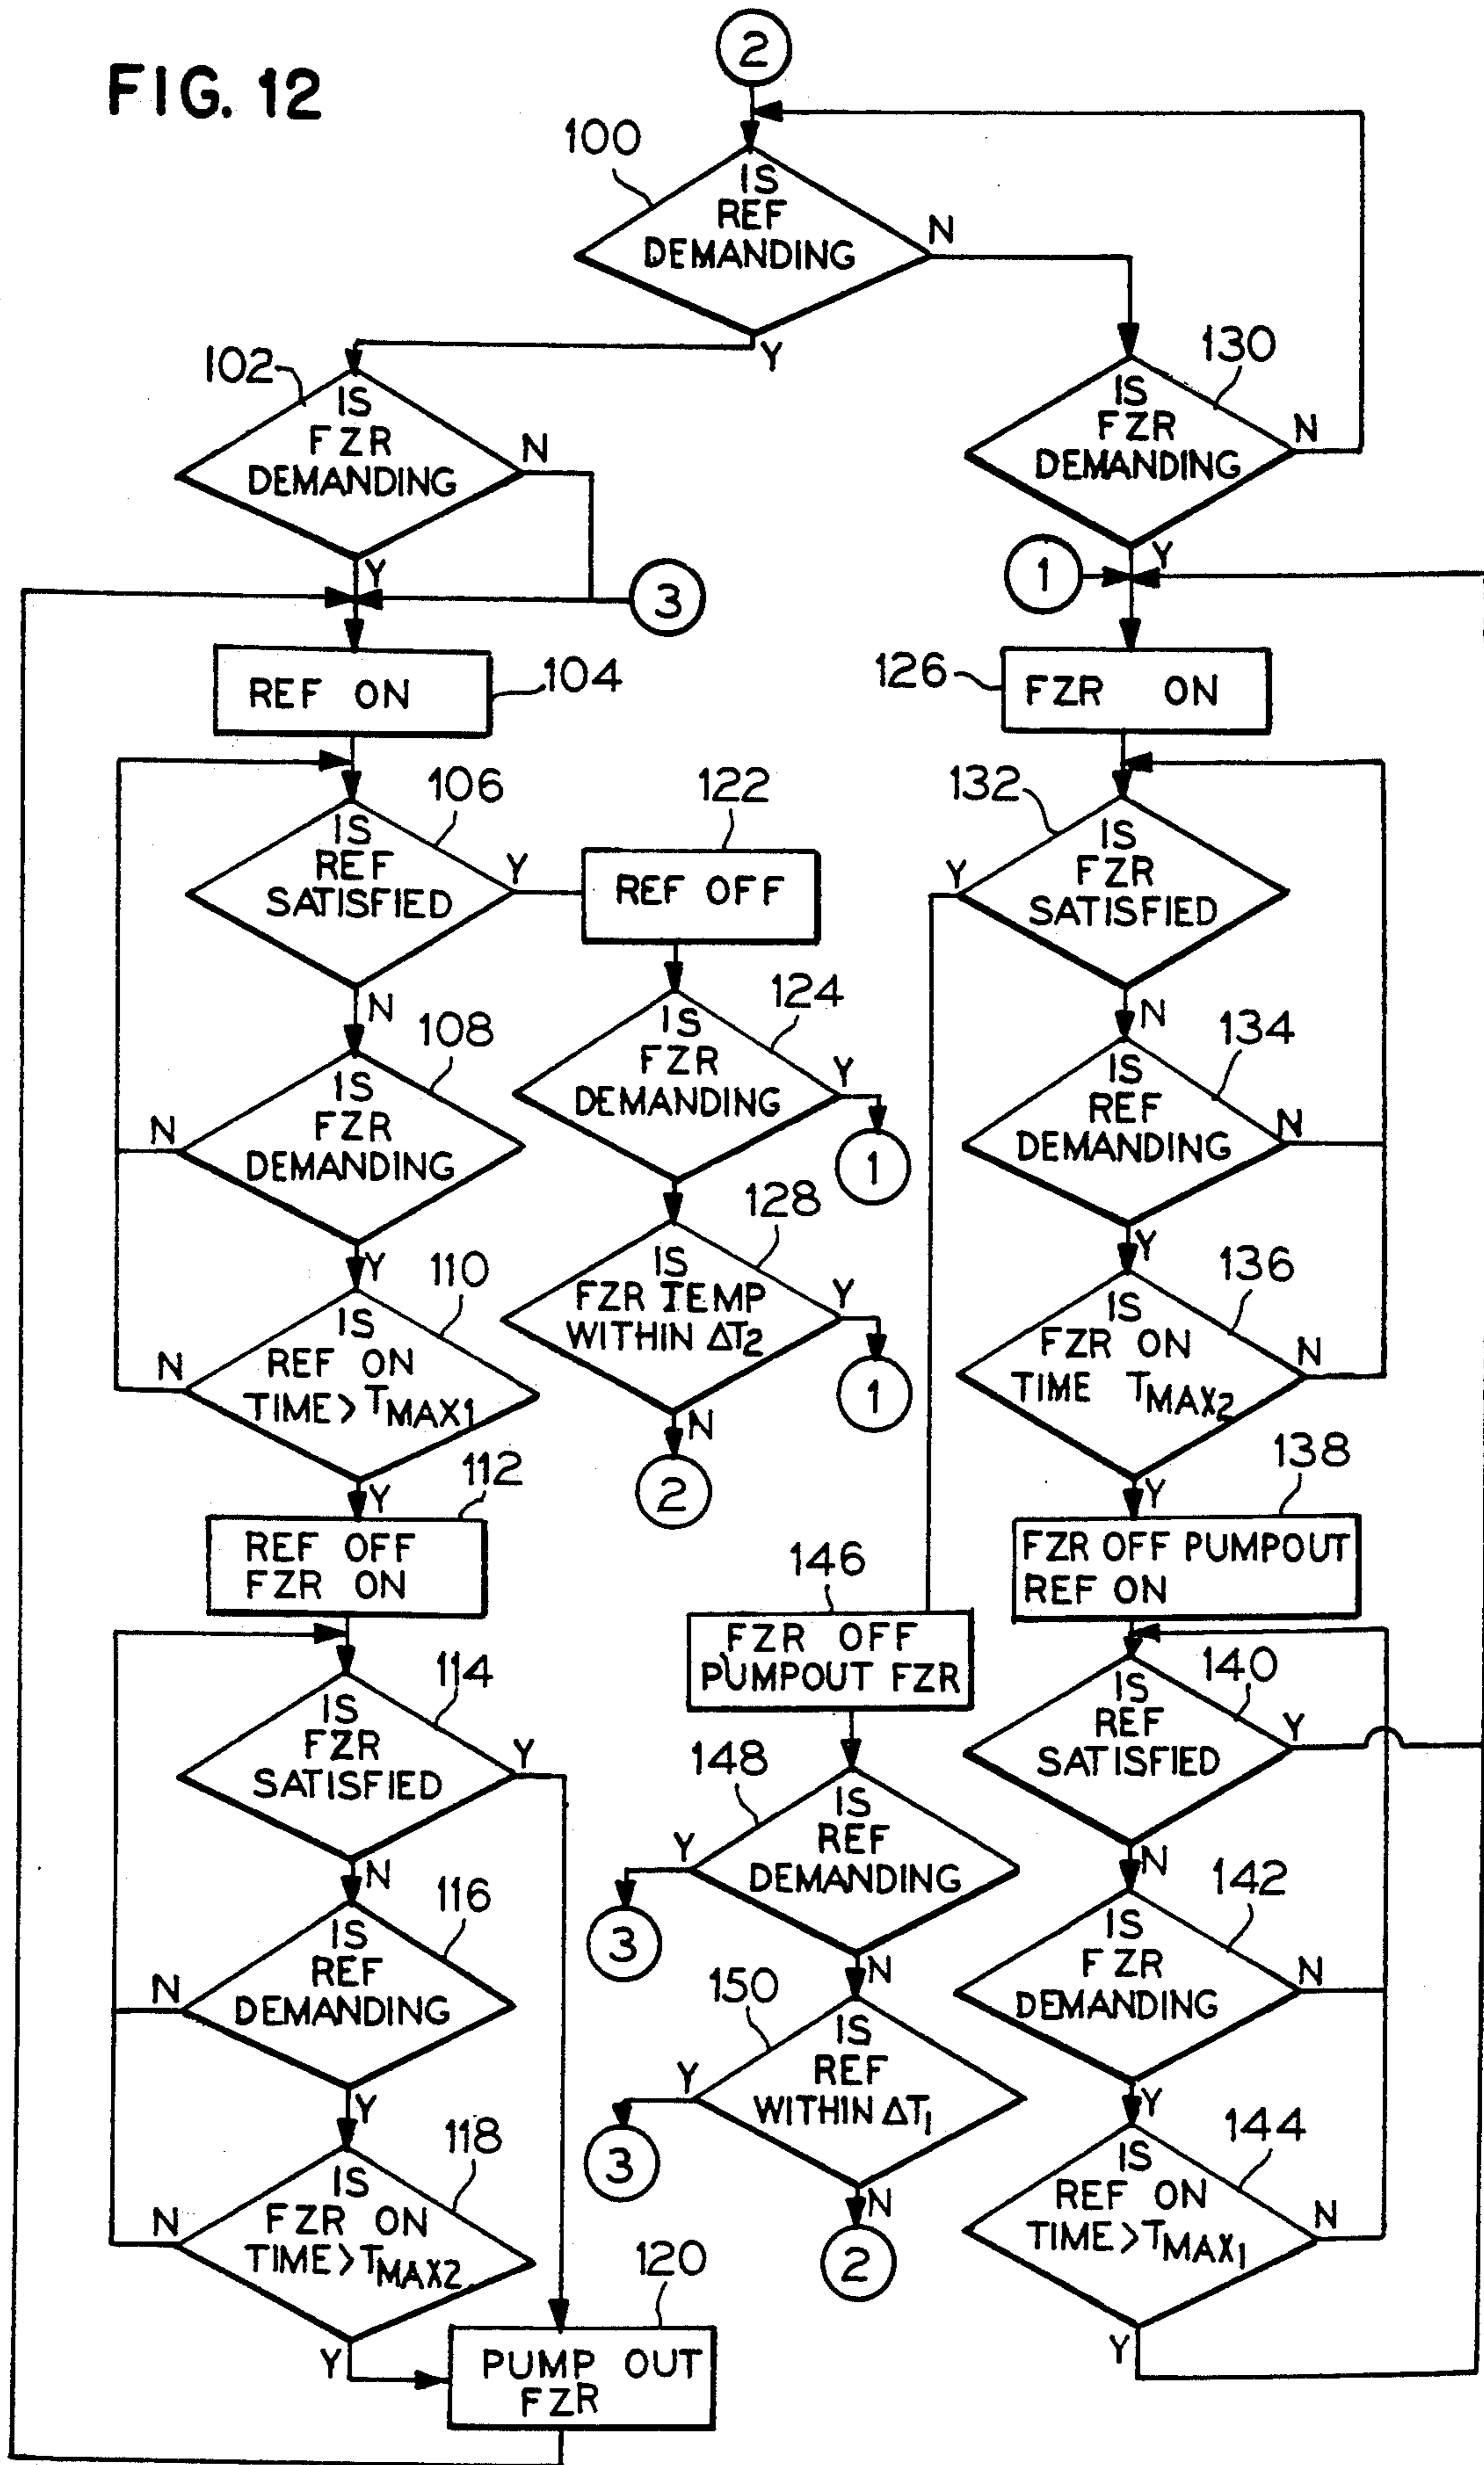 FIG. 12
2
100
IS
REF
DEMANDING
N
Y
102
IS
FZR
DEMANDING
N
Y
3
130
IS
FZR
DEMANDING
N
Y
1
REF ON
104
126
FZR ON
106
IS
REF
SATISFIED
Y
N
122
REF OFF
132
IS
FZR
SATISFIED
Y
N
108
IS
FZR
DEMANDING
N
Y
124
IS
FZR
DEMANDING
Y
1
134
IS
REF
DEMANDING
N
Y
110
IS
REF ON
TIME > TMAX1
N
Y
128
IS
FZR TEMP
WITHIN ΔT2
Y
1
N
2
136
IS
FZR ON
TIME TMAX2
N
Y
112
REF OFF
FZR ON
138
FZR OFF PUMPOUT
REF ON
146
FZR OFF
PUMPOUT FZR
114
IS
FZR
SATISFIED
Y
N
148
IS
REF
DEMANDING
Y
3
N
140
IS
REF
SATISFIED
Y
N
116
IS
REF
DEMANDING
N
Y
150
IS
REF
WITHIN ΔT1
Y
3
N
2
142
IS
FZR
DEMANDING
N
Y
118
IS
FZR ON
TIME > TMAX2
N
Y
144
IS
REF ON
TIME > TMAX1
N
Y
120
PUMP OUT
FZR